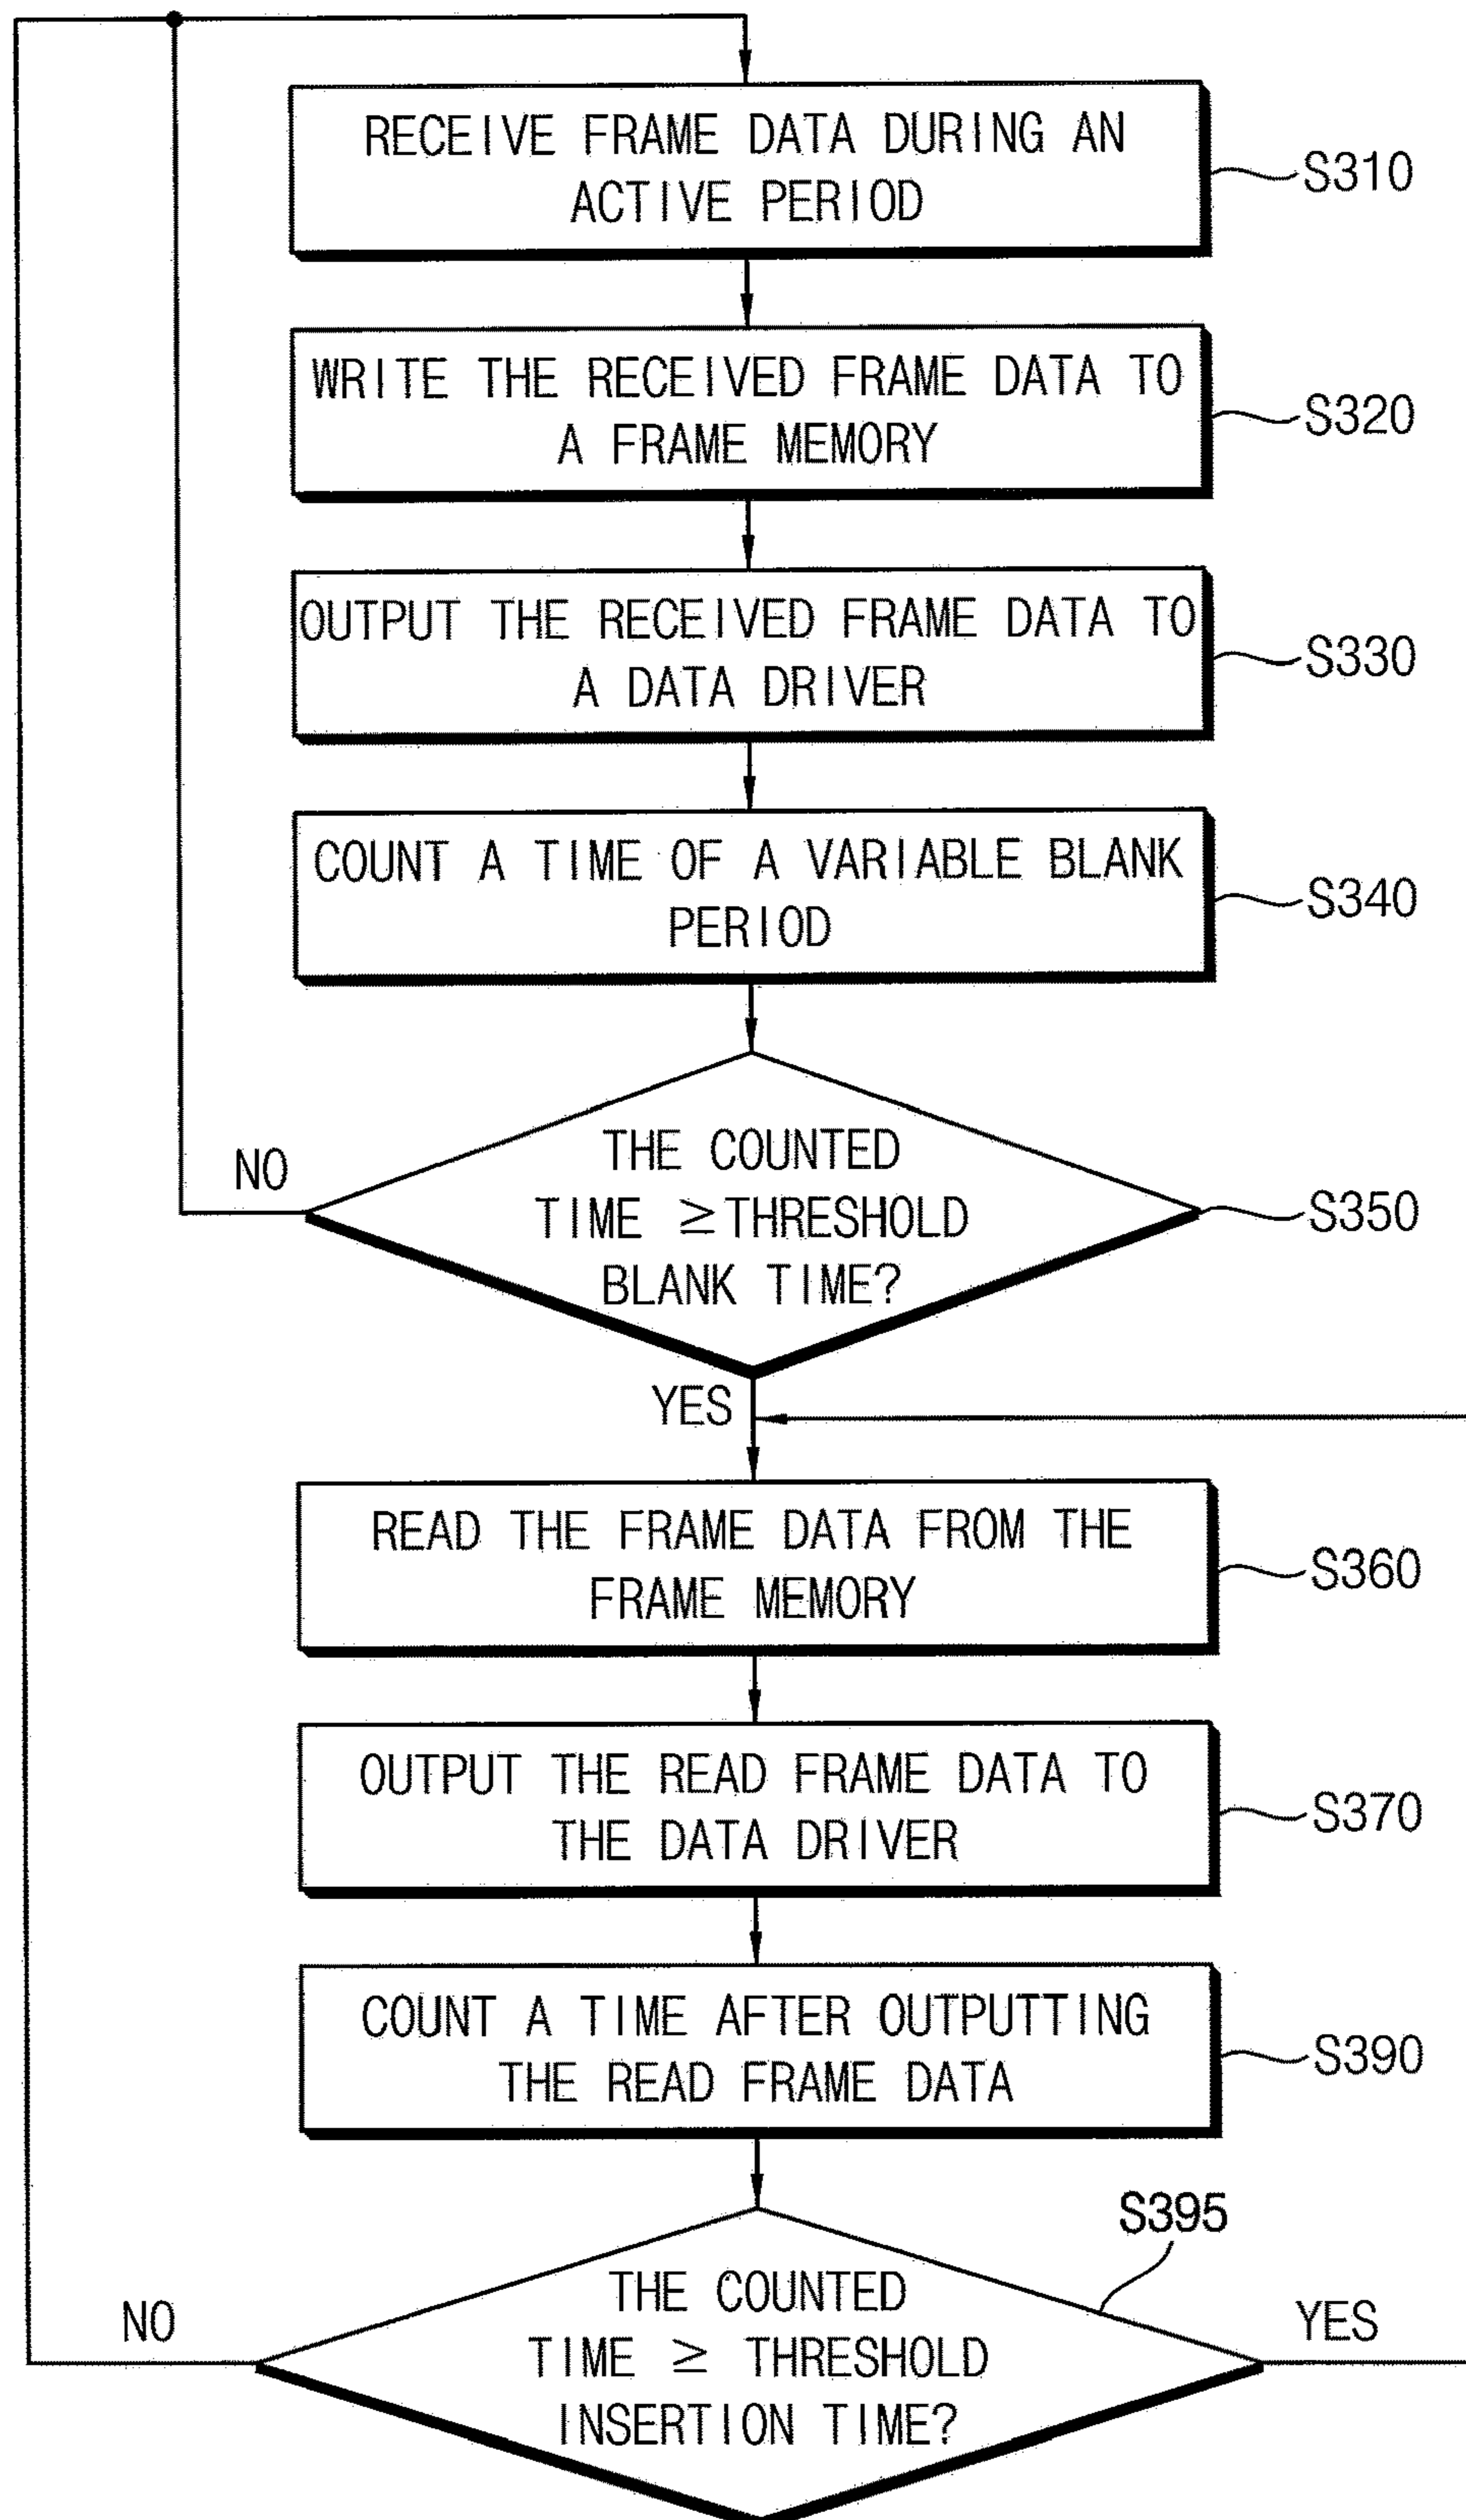 RECEIVE FRAME DATA DURING AN
ACTIVE PERIOD
S310
WRITE THE RECEIVED FRAME DATA TO
A FRAME MEMORY
S320
OUTPUT THE RECEIVED FRAME DATA TO
A DATA DRIVER
S330
COUNT A TIME OF A VARIABLE BLANK
PERIOD
S340
NO
THE COUNTED
TIME ≥THRESHOLD
BLANK TIME?
S350
YES
READ THE FRAME DATA FROM THE
FRAME MEMORY
S360
OUTPUT THE READ FRAME DATA TO
THE DATA DRIVER
S370
COUNT A TIME AFTER OUTPUTTING
THE READ FRAME DATA
S390
S395
NO
THE COUNTED
TIME ≥ THRESHOLD
INSERTION TIME?
YES